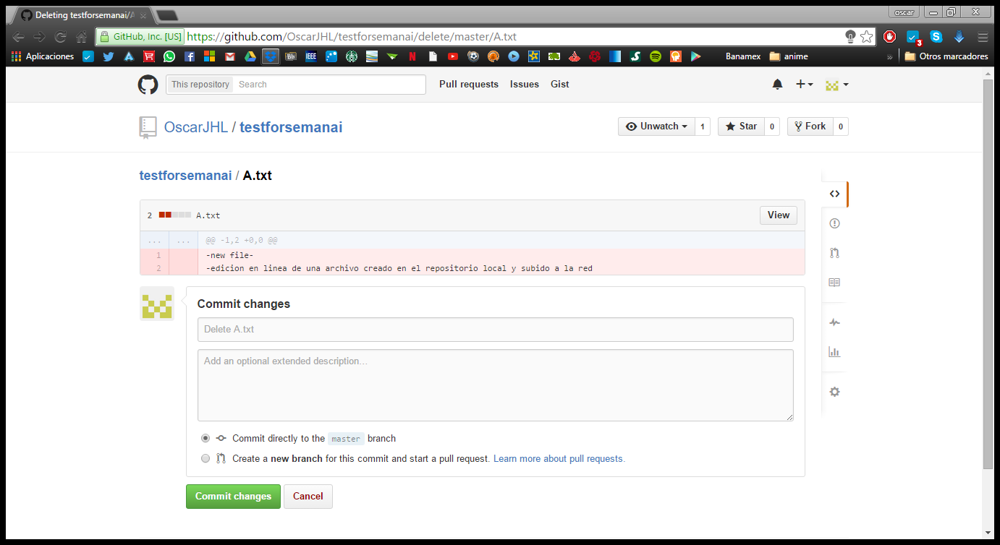 Deleting testforsemanai/A
oscar
GitHub, Inc. [US] https://github.com/OscarJHL/testforsemanai/delete/master/A.txt
3
Aplicaciones Bb IEEE N Banamex anime » Otros marcadores
This repository Search Pull requests Issues Gist
OscarJHL / testforsemanai Unwatch 1 Star 0 Fork 0
testforsemanai / A.txt
2 A.txt View
... ... @@ -1,2 +0,0 @@
1 -new file-
2 -edicion en linea de una archivo creado en el repositorio local y subido a la red
Commit changes
Delete A.txt
Add an optional extended description...
Commit directly to the master branch
Create a new branch for this commit and start a pull request. Learn more about pull requests.
Commit changes Cancel